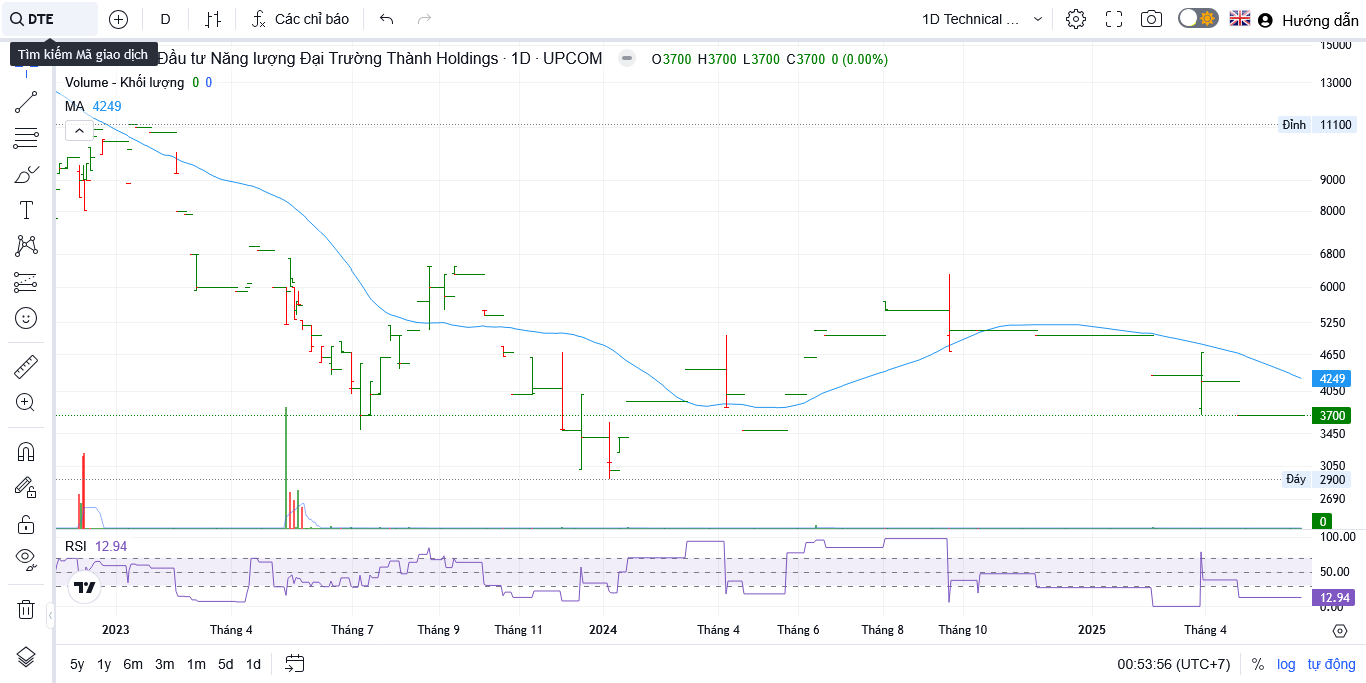 DTE D Các chỉ báo 1D Technical ... Hướng dẫn
Tìm kiếm Mã giao dịch
Đầu tư Năng lượng Đại Trường Thành Holdings · 1D · UPCOM O3700 H3700 L3700 C3700 0 (0.00%)
Volume - Khối lượng 0 0
MA 4249
15000
13000
Đỉnh 11100
9000
8000
6800
6000
5250
4650
4249
4050
3700
3450
3050
Đáy 2900
2690
0
RSI 12.94
100.00
50.00
12.94
0.00
2023 Tháng 4 Tháng 7 Tháng 9 Tháng 11 2024 Tháng 4 Tháng 6 Tháng 8 Tháng 10 2025 Tháng 4
5y 1y 6m 3m 1m 5d 1d 00:53:56 (UTC+7) % log tự động